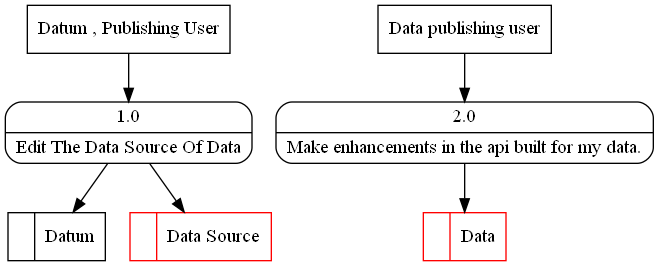 Datum , Publishing User
Data publishing user
1.0
Edit The Data Source Of Data
2.0
Make enhancements in the api built for my data.
Datum
Data Source
Data